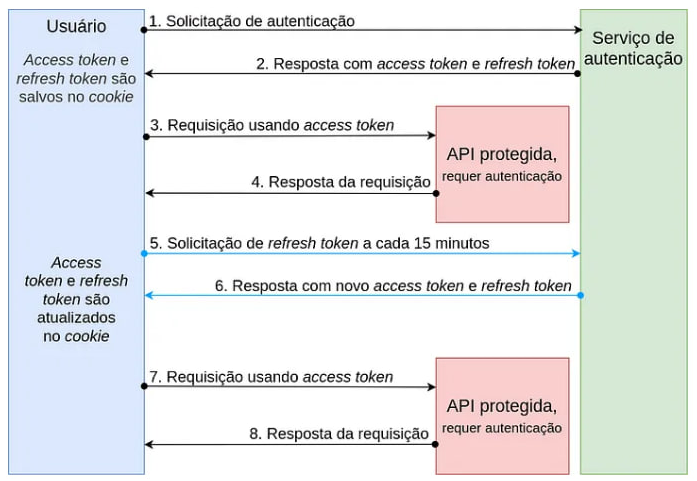 Usuário
Access token e
refresh token são
salvos no cookie
1. Solicitação de autenticação
Serviço de
autenticação
2. Resposta com access token e refresh token
3. Requisição usando access token
API protegida,
requer autenticação
4. Resposta da requisição
5. Solicitação de refresh token a cada 15 minutos
Access
token e refresh
token são
atualizados
no cookie
6. Resposta com novo access token e refresh token
7. Requisição usando access token
API protegida,
requer autenticação
8. Resposta da requisição